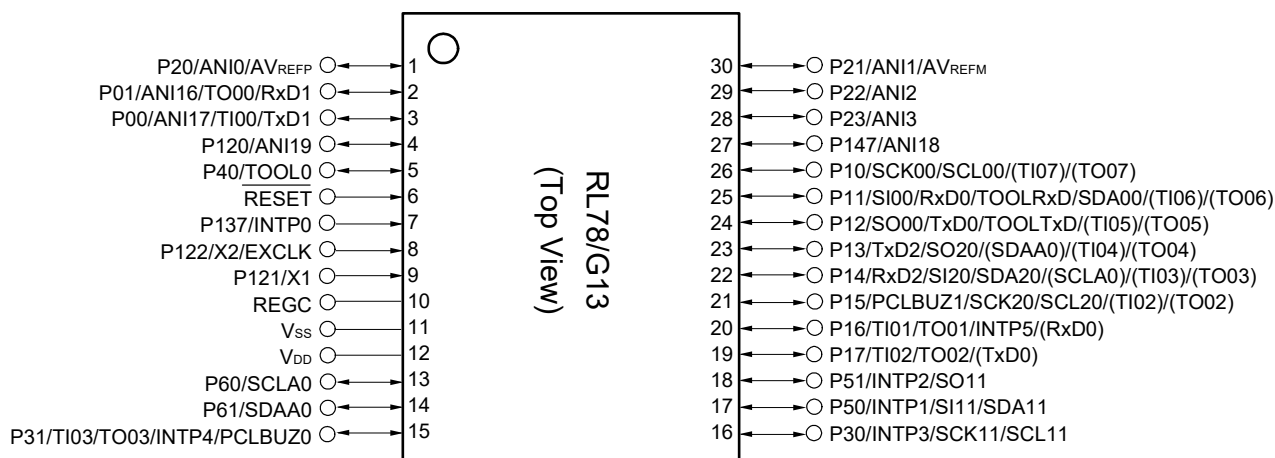 P20/ANI0/AVREFP 1
P01/ANI16/TO00/RxD1 2
P00/ANI17/TI00/TxD1 3
P120/ANI19 4
P40/TOOL0 5
RESET 6
P137/INTP0 7
P122/X2/EXCLK 8
P121/X1 9
REGC 10
VSS 11
VDD 12
P60/SCLA0 13
P61/SDAA0 14
P31/TI03/TO03/INTP4/PCLBUZ0 15
RL78/G13
(Top View)
30 P21/ANI1/AVREFM
29 P22/ANI2
28 P23/ANI3
27 P147/ANI18
26 P10/SCK00/SCL00/(TI07)/(TO07)
25 P11/SI00/RxD0/TOOLRxD/SDA00/(TI06)/(TO06)
24 P12/SO00/TxD0/TOOLTxD/(TI05)/(TO05)
23 P13/TxD2/SO20/(SDAA0)/(TI04)/(TO04)
22 P14/RxD2/SI20/SDA20/(SCLA0)/(TI03)/(TO03)
21 P15/PCLBUZ1/SCK20/SCL20/(TI02)/(TO02)
20 P16/TI01/TO01/INTP5/(RxD0)
19 P17/TI02/TO02/(TxD0)
18 P51/INTP2/SO11
17 P50/INTP1/SI11/SDA11
16 P30/INTP3/SCK11/SCL11